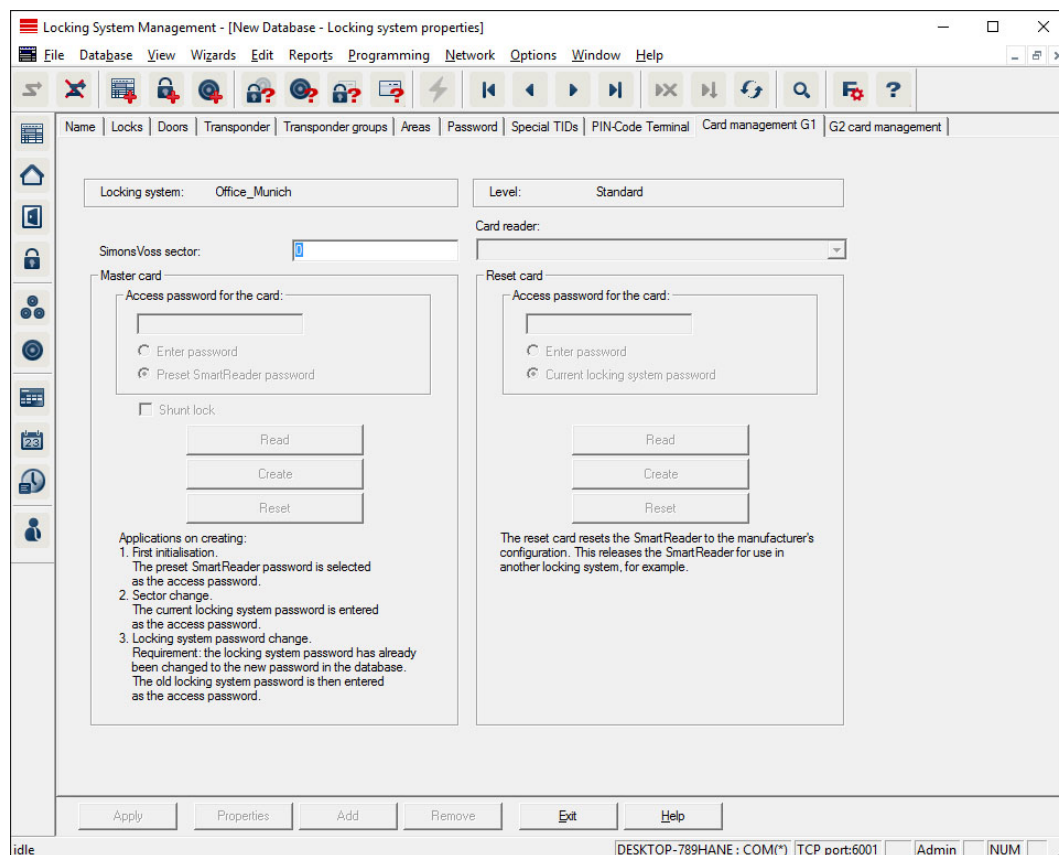 Locking System Management - [New Database - Locking system properties]
File Database View Wizards Edit Reports Programming Network Options Window Help
Name Locks Doors Transponder Transponder groups Areas Password Special TIDs PIN-Code Terminal Card management G1 G2 card management
Locking system: Office_Munich
Level: Standard
Card reader:
SimonsVoss sector: 0
Master card
Access password for the card:
Enter password
Preset SmartReader password
Shunt lock
Read
Create
Reset
Applications on creating:
1. First initialisation.
The preset SmartReader password is selected
as the access password.
2. Sector change.
The current locking system password is entered
as the access password.
3. Locking system password change.
Requirement: the locking system password has already
been changed to the new password in the database.
The old locking system password is then entered
as the access password.
Reset card
Access password for the card:
Enter password
Current locking system password
Read
Create
Reset
The reset card resets the SmartReader to the manufacturer's
configuration. This releases the SmartReader for use in
another locking system, for example.
Apply Properties Add Remove Exit Help
idle DESKTOP-789HANE : COM(*) TCP port:6001 Admin NUM